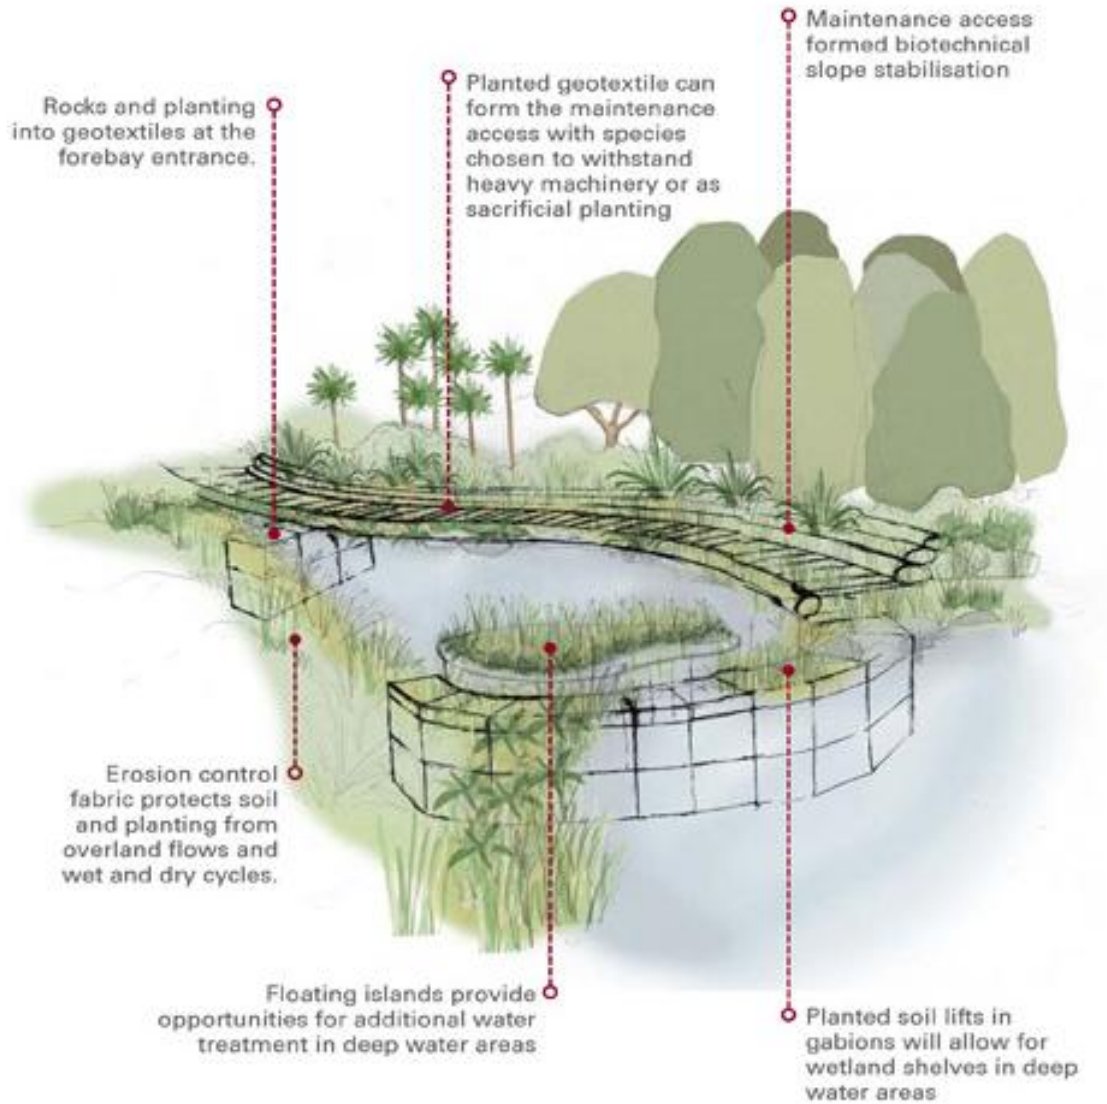 Maintenance access
formed biotechnical
slope stabilisation
Planted geotextile can
form the maintenance
access with species
chosen to withstand
heavy machinery or as
sacrificial planting
Rocks and planting
into geotextiles at the
forebay entrance.
Erosion control
fabric protects soil
and planting from
overland flows and
wet and dry cycles.
Floating islands provide
opportunities for additional water
treatment in deep water areas
Planted soil lifts in
gabions will allow for
wetland shelves in deep
water areas